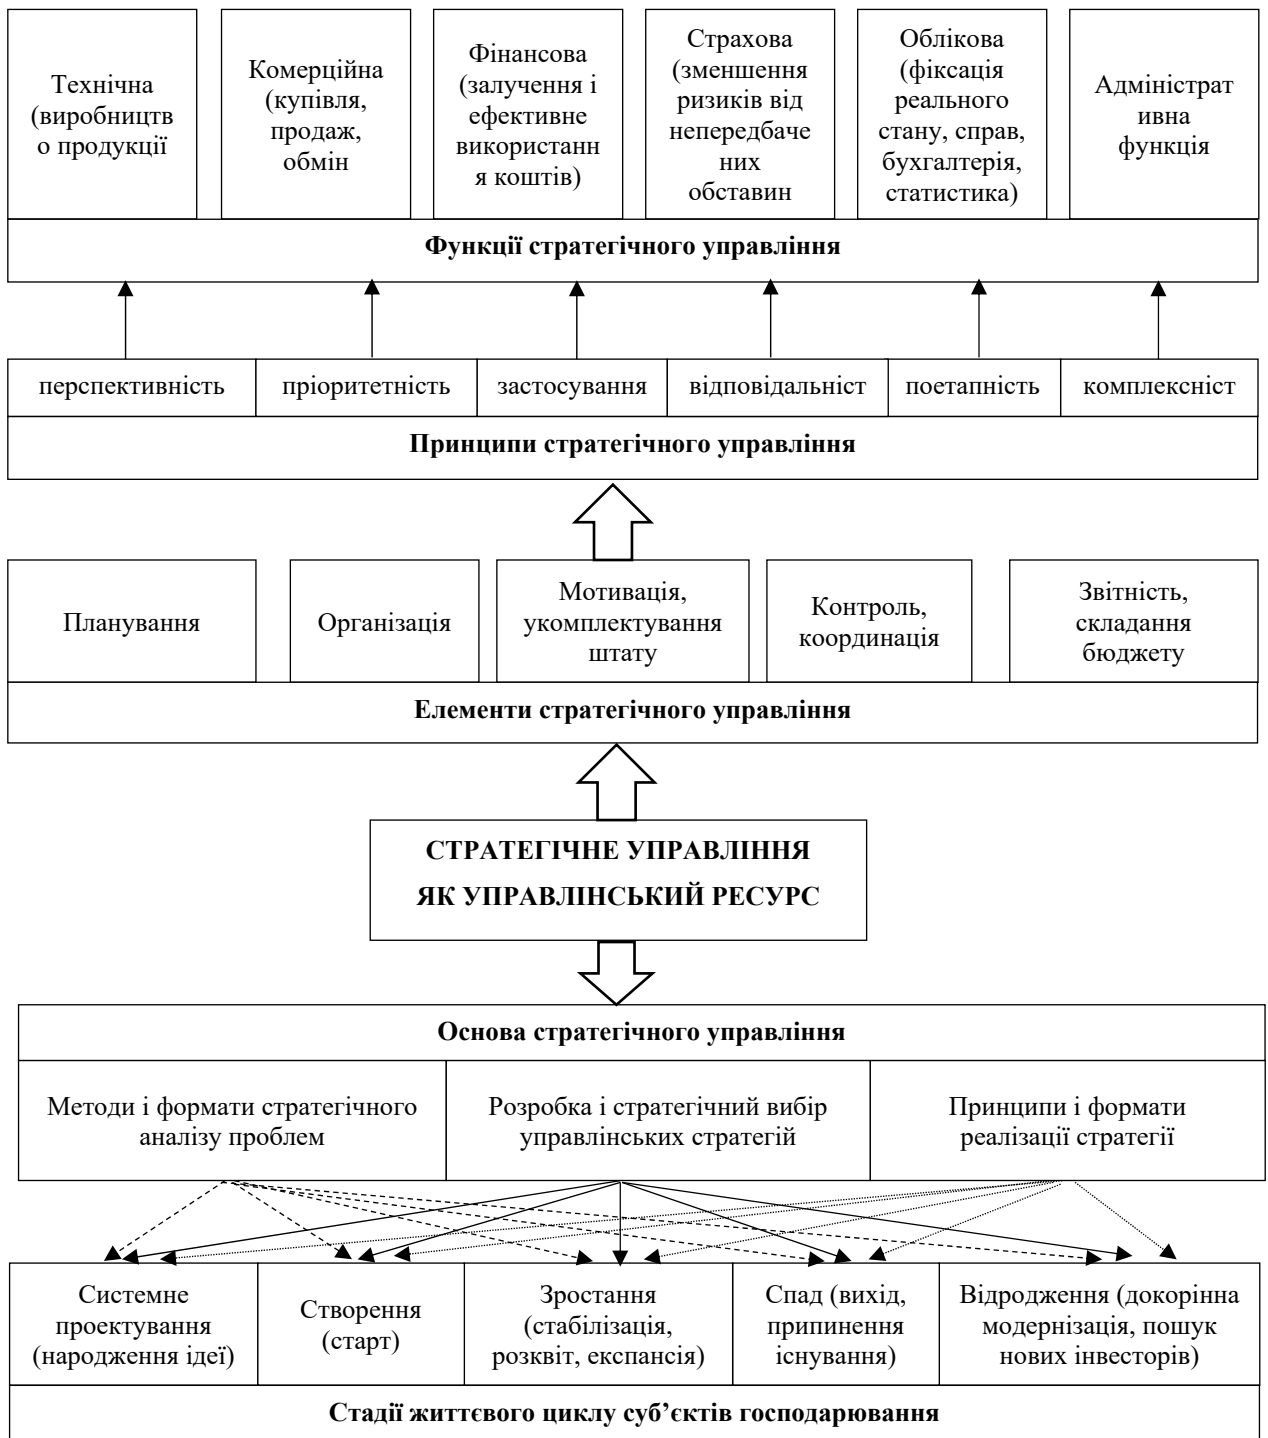 Технічна
(виробництв
о продукції
Комерційна
(купівля,
продаж,
обмін
Фінансова
(залучення і
ефективне
використанн
я коштів)
Страхова
(зменшення
ризиків від
непередбаче
них
обставин
Облікова
(фіксація
реального
стану, справ,
бухгалтерія,
статистика)
Адміністрат
ивна
функція
Функції стратегічного управління
перспективність
пріоритетність
застосування
відповідальніст
поетапність
комплексніст
Принципи стратегічного управління
Планування
Організація
Мотивація,
укомплектування
штату
Контроль,
координація
Звітність,
складання
бюджету
Елементи стратегічного управління
СТРАТЕГІЧНЕ УПРАВЛІННЯ
ЯК УПРАВЛІНСЬКИЙ РЕСУРС
Основа стратегічного управління
Методи і формати стратегічного
аналізу проблем
Розробка і стратегічний вибір
управлінських стратегій
Принципи і формати
реалізації стратегії
Системне
проектування
(народження ідеї)
Створення
(старт)
Зростання
(стабілізація,
розквіт, експансія)
Спад (вихід,
припинення
існування)
Відродження (докорінна
модернізація, пошук
нових інвесторів)
Стадії життєвого циклу суб’єктів господарювання